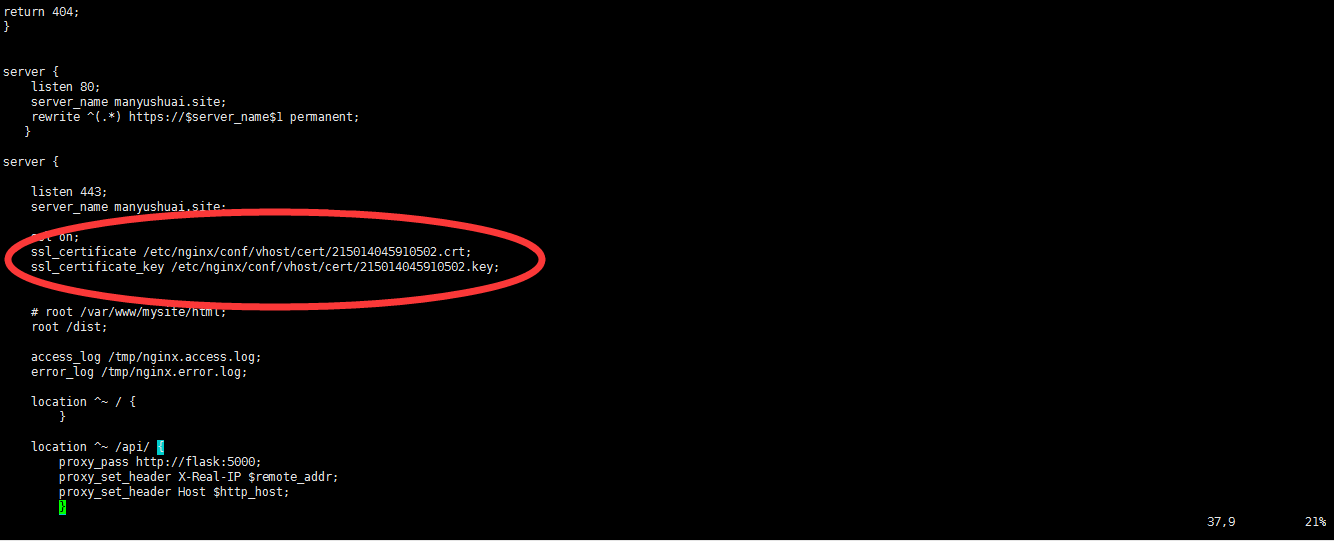 return 404;
}
server {
listen 80;
server_name manyushuai.site;
rewrite ^(.*) https://$server_name$1 permanent;
}
server {
listen 443;
server_name manyushuai.site;
ssl on;
ssl_certificate /etc/nginx/conf/vhost/cert/215014045910502.crt;
ssl_certificate_key /etc/nginx/conf/vhost/cert/215014045910502.key;
# root /var/www/mysite/html;
root /dist;
access_log /tmp/nginx.access.log;
error_log /tmp/nginx.error.log;
location ^~ / {
}
location ^~ /api/ {
proxy_pass http://flask:5000;
proxy_set_header X-Real-IP $remote_addr;
proxy_set_header Host $http_host;
}
37,9 21%